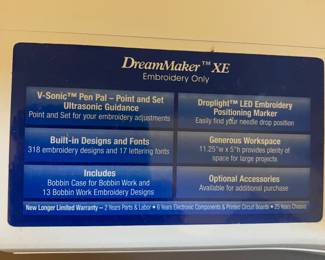 DreamMaker™ XE
Embroidery Only
V-Sonic™ Pen Pal – Point and Set
Ultrasonic Guidance
Point and Set for your embroidery adjustments
Droplight™ LED Embroidery
Positioning Marker
Easily find your needle drop position
Built-in Designs and Fonts
318 embroidery designs and 17 lettering fonts
Generous Workspace
11.25"w x 5"h provides plenty of
space for large projects
Includes
Bobbin Case for Bobbin Work and
13 Bobbin Work Embroidery Designs
Optional Accessories
Available for additional purchase
New Longer Limited Warranty – 2 Years Parts & Labor • 6 Years Electronic Components & Printed Circuit Boards • 25 Years Chassis